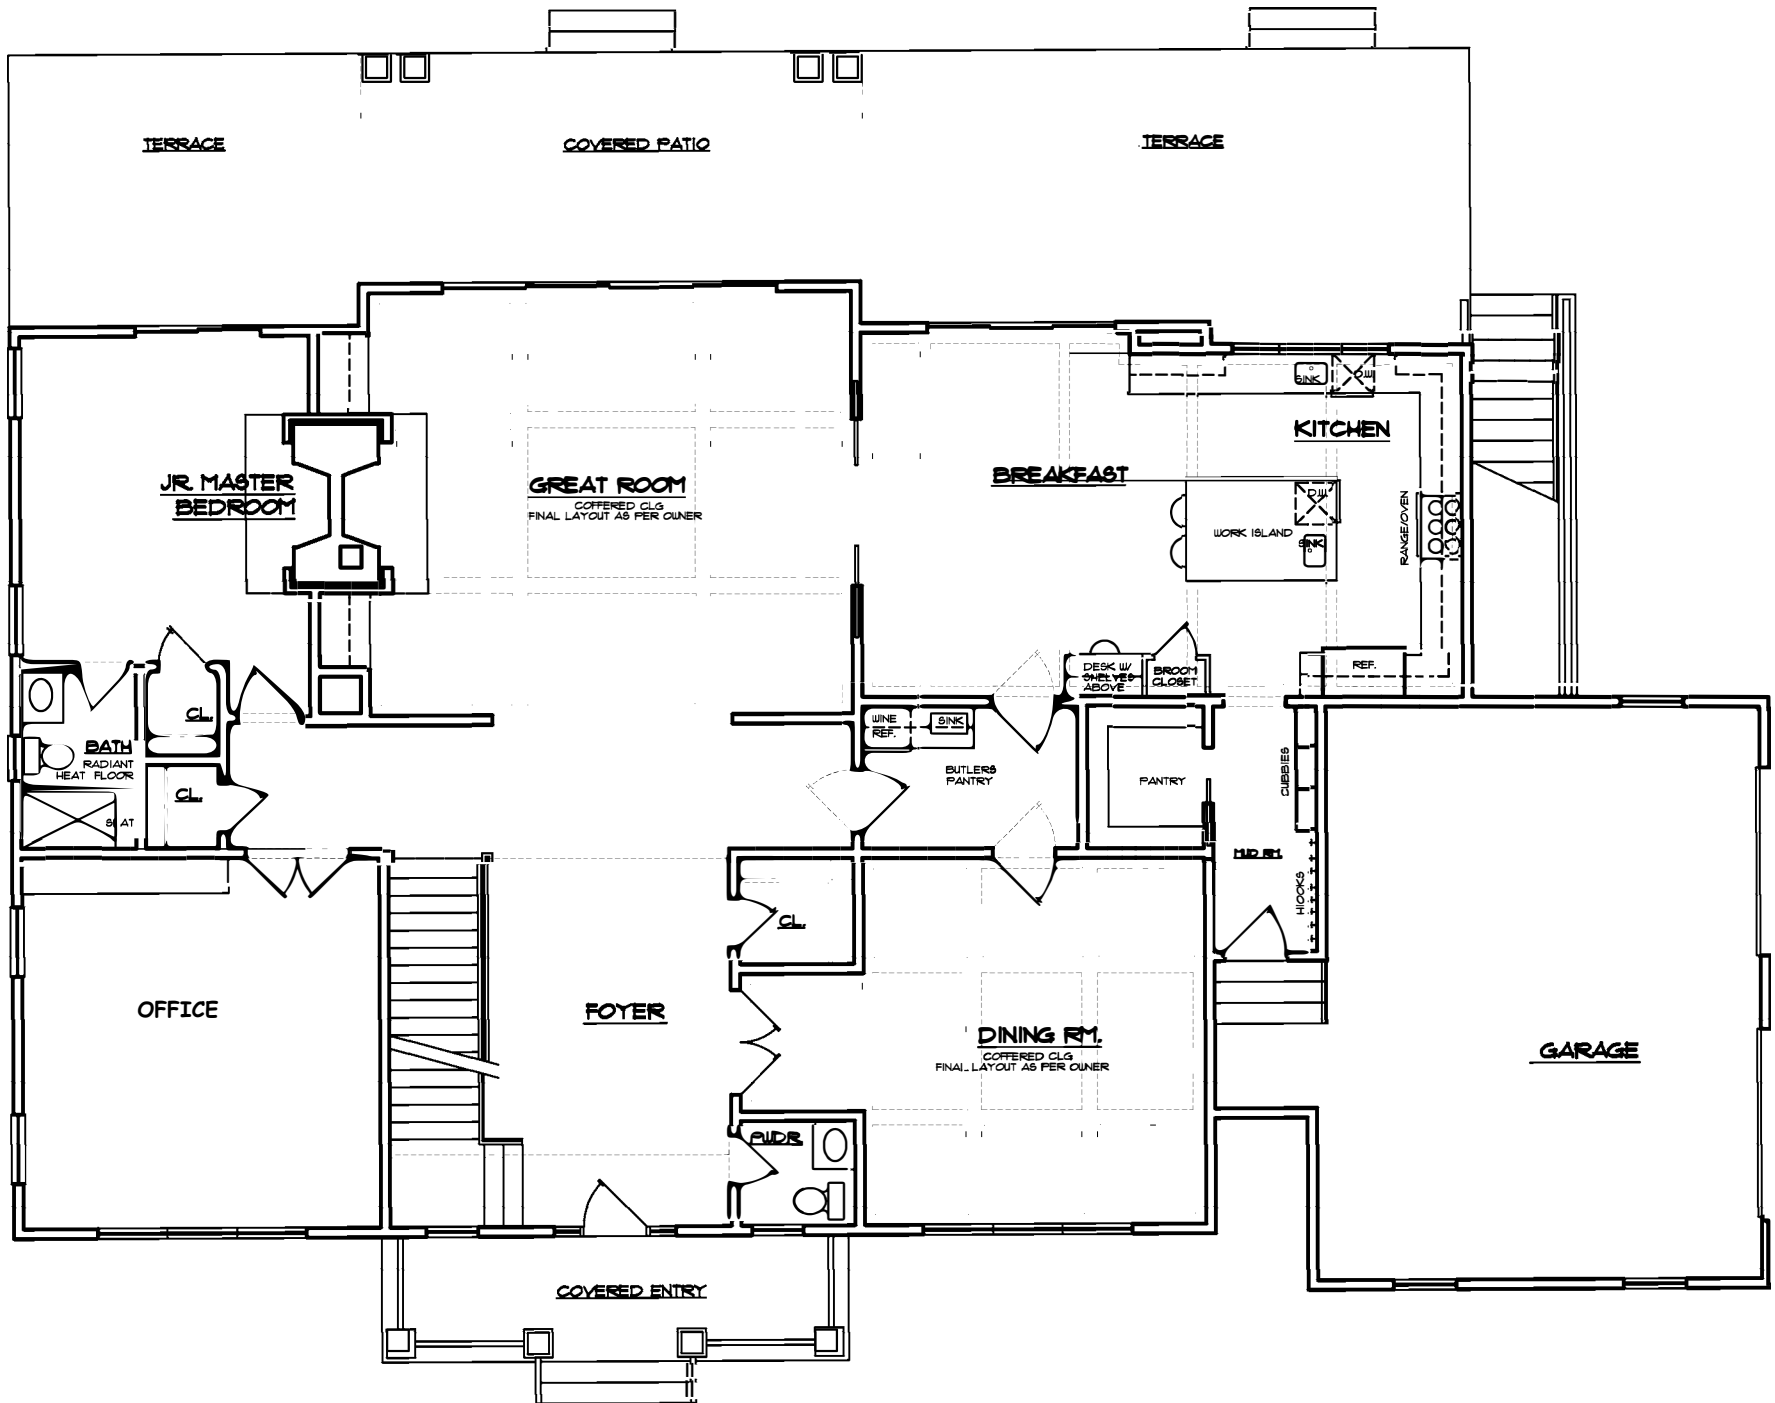 TERRACE
COVERED PATIO
TERRACE
SINK
DW
KITCHEN
JR. MASTER
BEDROOM
GREAT ROOM
COFFERED CLG
FINAL LAYOUT AS PER OWNER
BREAKFAST
DW
WORK ISLAND
SINK
RANGE/OVEN
DESK W/
SHELVES
ABOVE
BROOM
CLOSET
REF.
CL.
BATH
RADIANT
HEAT FLOOR
CL.
SEAT
WINE
REF.
SINK
BUTLERS
PANTRY
PANTRY
CUBBIES
MUD RM.
HOOKS
CL.
OFFICE
FOYER
DINING RM.
COFFERED CLG
FINAL LAYOUT AS PER OWNER
GARAGE
PWDR
COVERED ENTRY